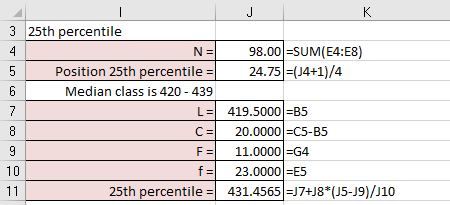 I J K
3 25th percentile
4 N = 98.00 =SUM(E4:E8)
5 Position 25th percentile = 24.75 =(J4+1)/4
6 Median class is 420 - 439
7 L = 419.5000 =B5
8 C = 20.0000 =C5-B5
9 F = 11.0000 =G4
10 f = 23.0000 =E5
11 25th percentile = 431.4565 =J7+J8*(J5-J9)/J10